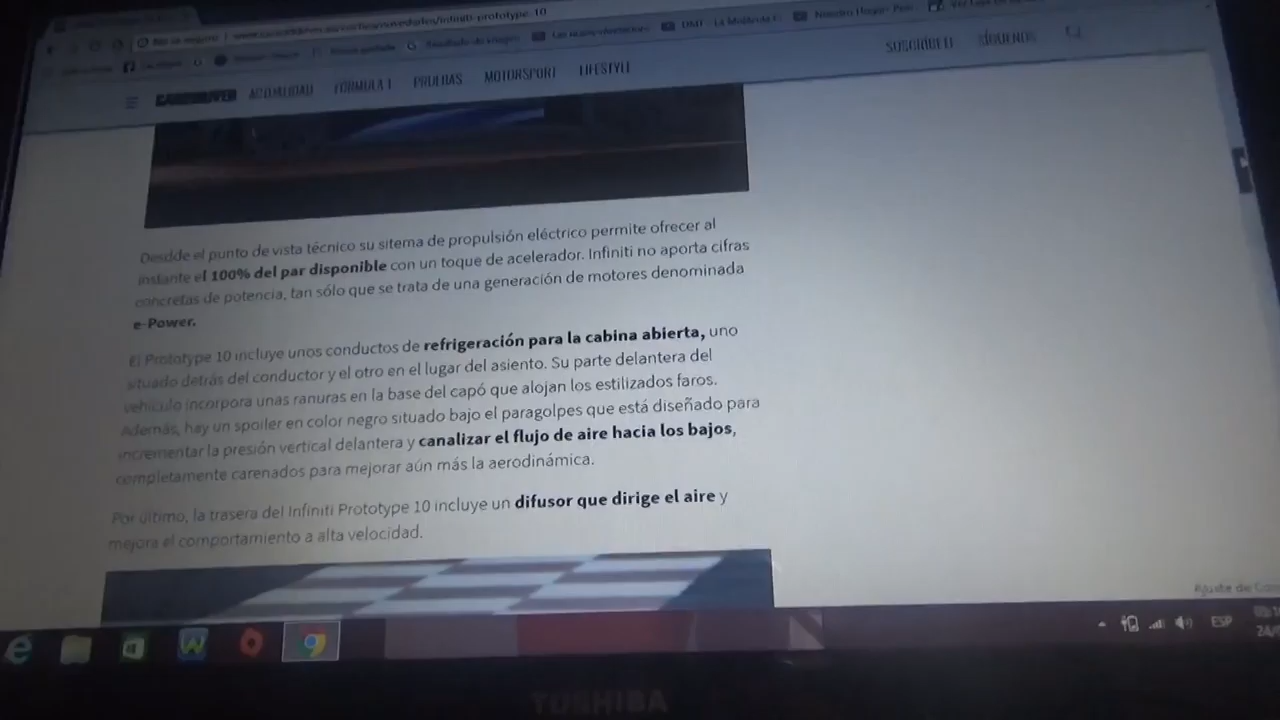 infiniti-prototype-10
CARANDDRIVER ACTUALIDAD FÓRMULA 1 PRUEBAS MOTORSPORT LIFESTYLE SUSCRÍBETE SÍGUENOS
Desdde el punto de vista técnico su sitema de propulsión eléctrico permite ofrecer al
instante el 100% del par disponible con un toque de acelerador. Infiniti no aporta cifras
concretas de potencia, tan sólo que se trata de una generación de motores denominada
e-Power.
El Prototype 10 incluye unos conductos de refrigeración para la cabina abierta, uno
situado detrás del conductor y el otro en el lugar del asiento. Su parte delantera del
vehículo incorpora unas ranuras en la base del capó que alojan los estilizados faros.
Además, hay un spoiler en color negro situado bajo el paragolpes que está diseñado para
incrementar la presión vertical delantera y canalizar el flujo de aire hacia los bajos,
completamente carenados para mejorar aún más la aerodinámica.
Por último, la trasera del Infiniti Prototype 10 incluye un difusor que dirige el aire y
mejora el comportamiento a alta velocidad.
Ajuste de
ESP
TOSHIBA